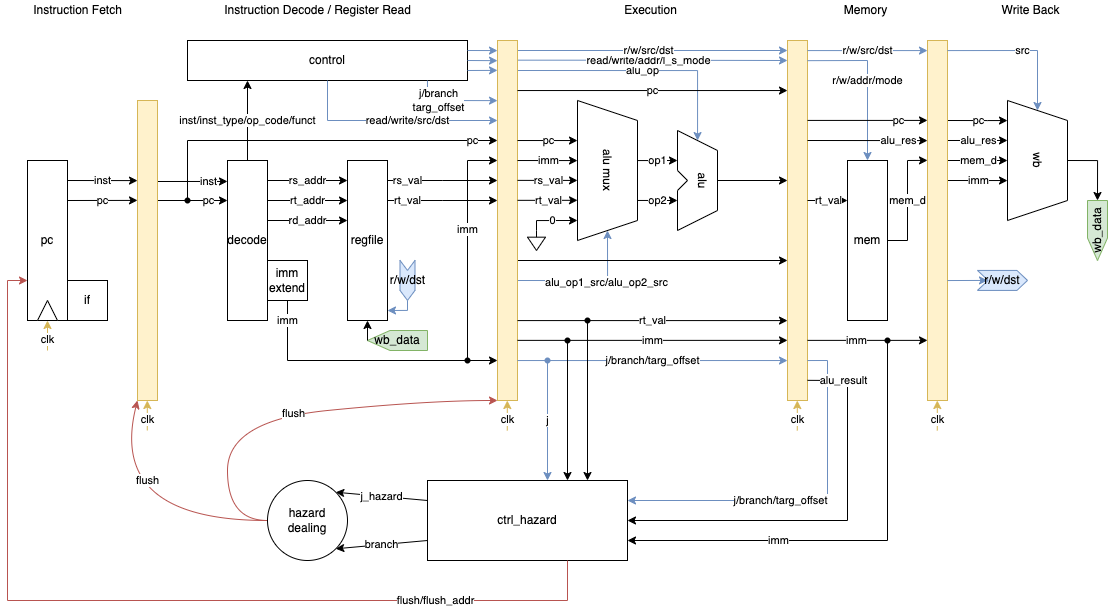 Instruction Fetch
Instruction Decode / Register Read
Execution
Memory
Write Back
control
r/w/src/dst
read/write/addr/l_s_mode
alu_op
r/w/src/dst
src
r/w/addr/mode
j/branch
targ_offset
pc
inst/inst_type/op_code/funct
read/write/src/dst
pc
pc
pc
pc
pc
alu_res
alu_res
imm
mem_d
inst
inst
rs_addr
rs_val
rs_val
imm
pc
pc
rt_addr
rt_val
rt_val
rt_val
mem_d
rd_addr
0
op1
op2
alu mux
alu
wb
wb_data
imm
pc
decode
regfile
mem
imm
extend
if
r/w/dst
alu_op1_src/alu_op2_src
r/w/dst
imm
rt_val
clk
wb_data
imm
imm
j/branch/targ_offset
alu_result
clk
clk
clk
clk
flush
j
flush
j_hazard
j/branch/targ_offset
hazard
dealing
ctrl_hazard
branch
imm
flush/flush_addr